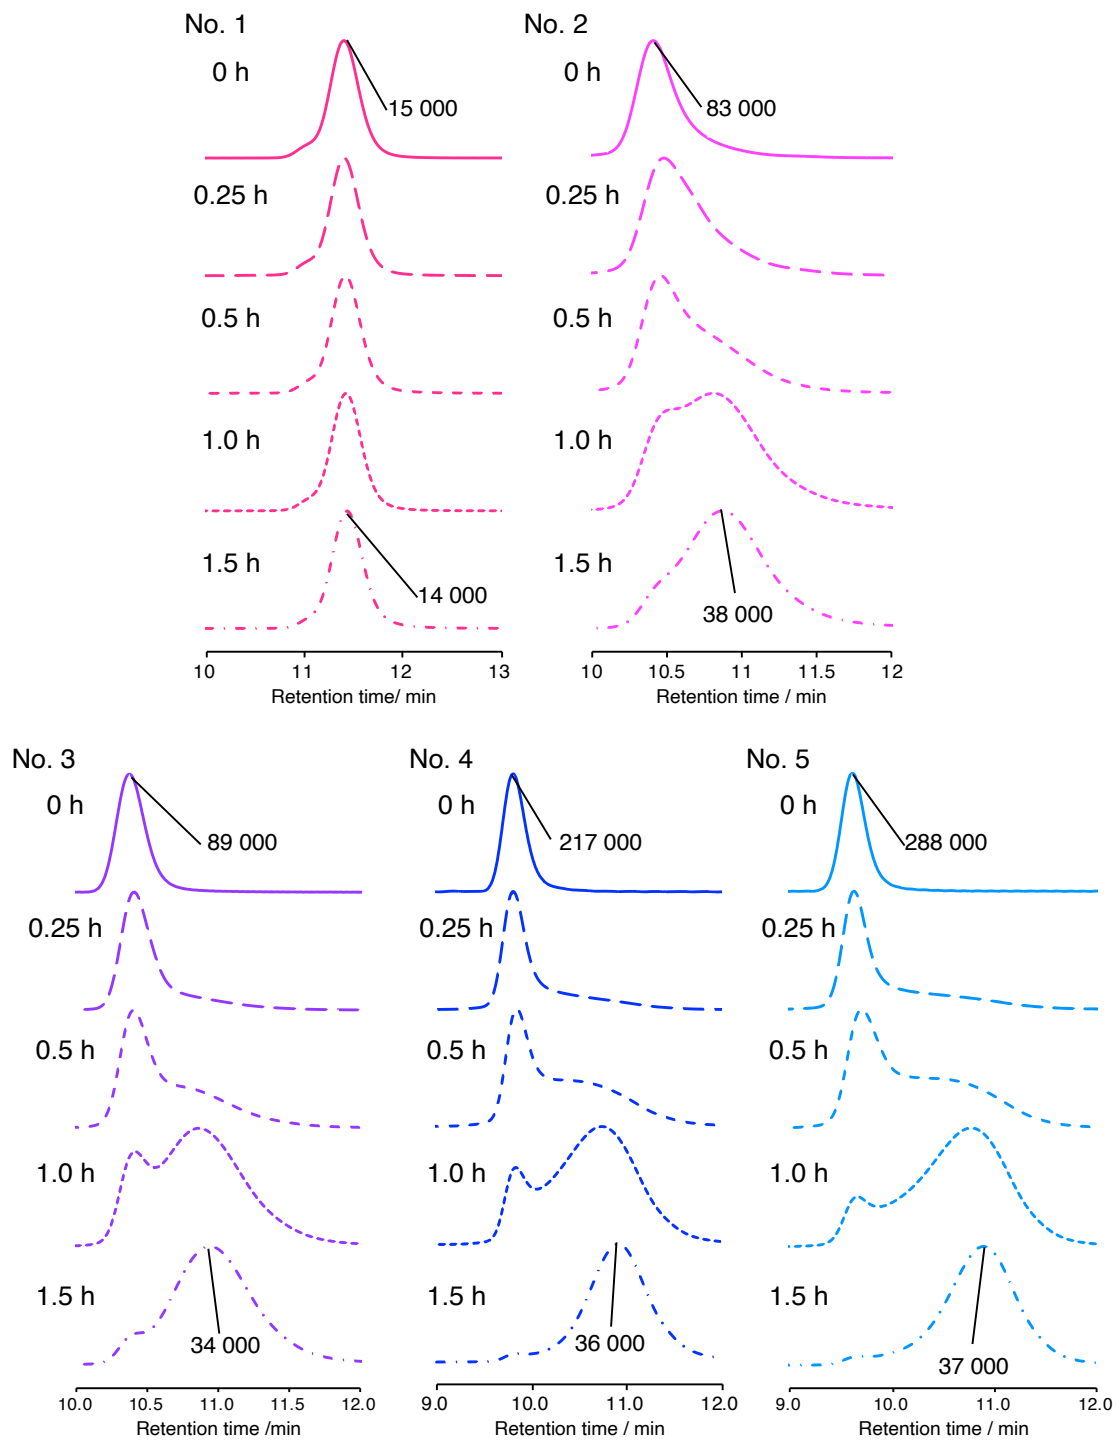 No. 1
0 h
15 000
0.25 h
0.5 h
1.0 h
1.5 h
14 000
10 11 12 13
Retention time/ min
No. 2
0 h
83 000
0.25 h
0.5 h
1.0 h
1.5 h
38 000
10 10.5 11 11.5 12
Retention time / min
No. 3
0 h
89 000
0.25 h
0.5 h
1.0 h
1.5 h
34 000
10.0 10.5 11.0 11.5 12.0
Retention time /min
No. 4
0 h
217 000
0.25 h
0.5 h
1.0 h
1.5 h
36 000
9.0 10.0 11.0 12.0
Retention time / min
No. 5
0 h
288 000
0.25 h
0.5 h
1.0 h
1.5 h
37 000
9.0 10.0 11.0 12.0
Retention time / min